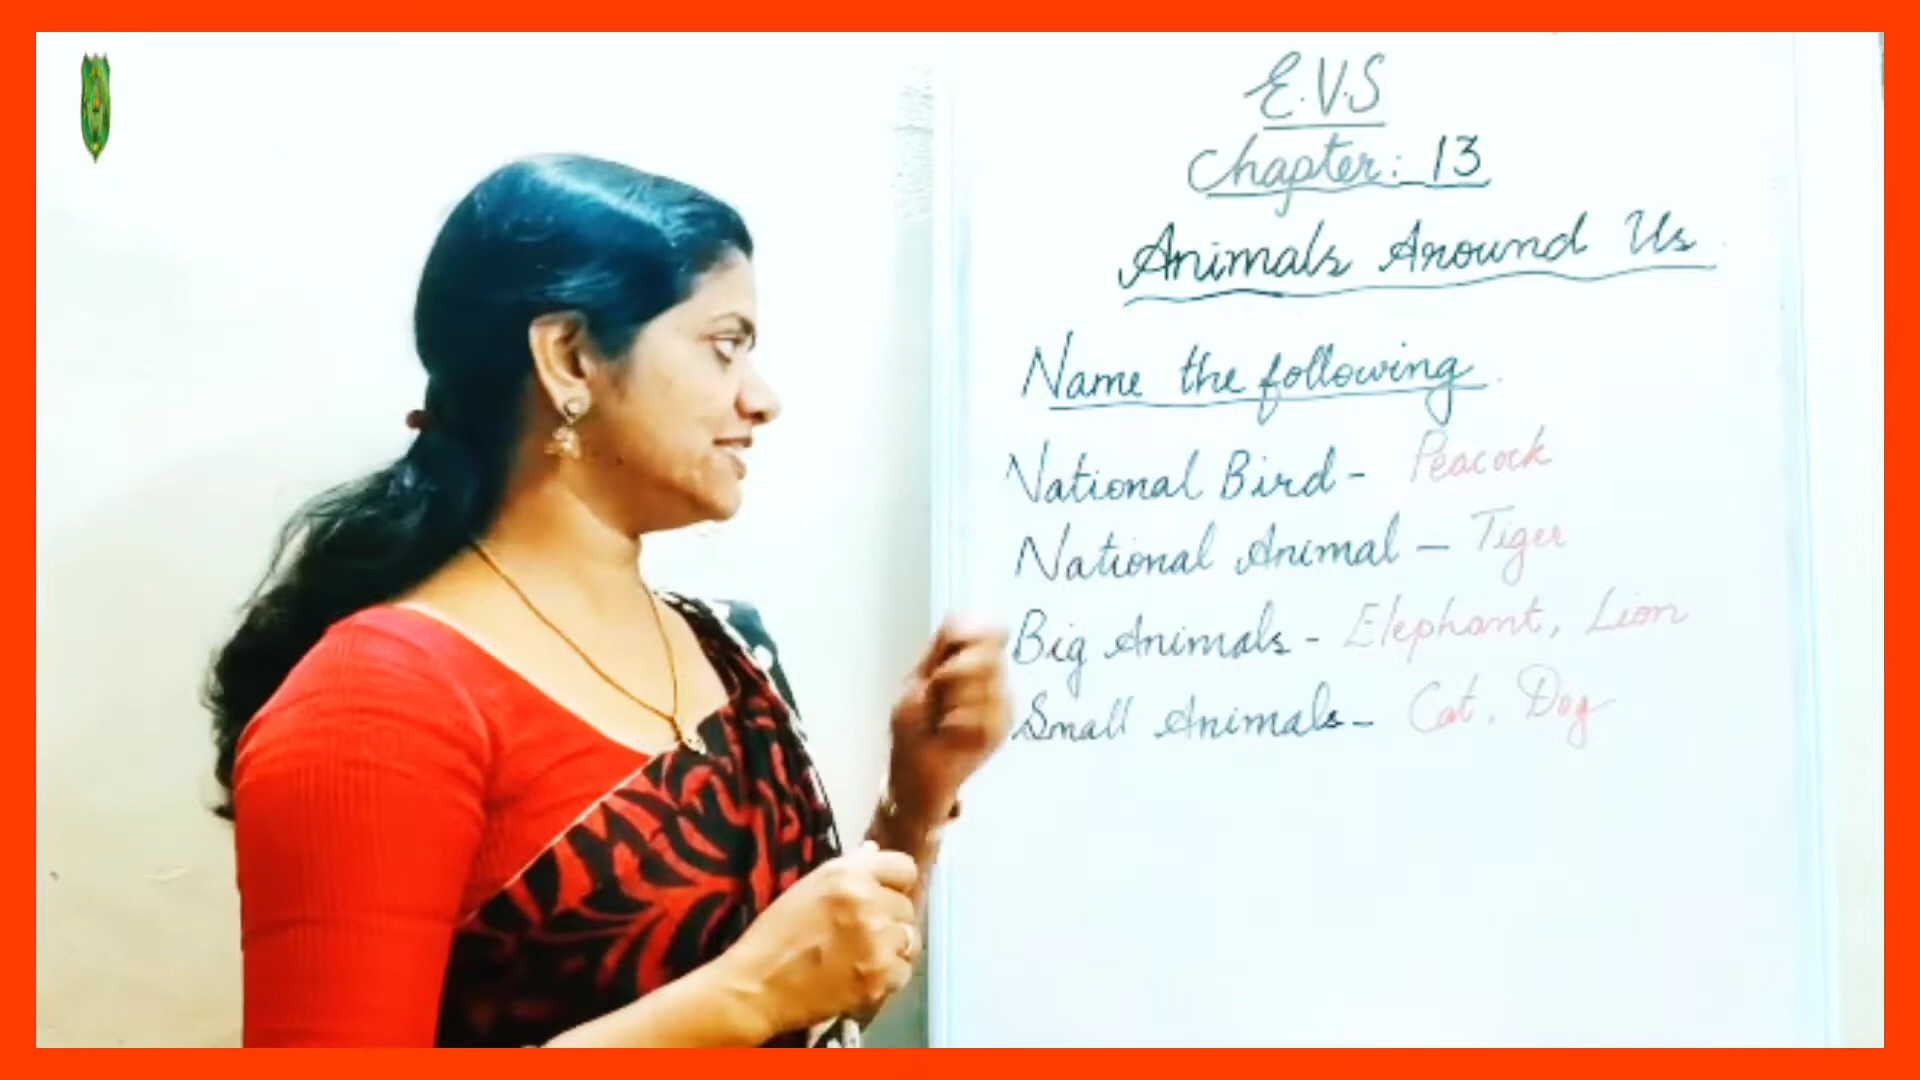 E.V.S
Chapter: 13
Animals Around Us
Name the following
National Bird - Peacock
National Animal - Tiger
Big Animals - Elephant, Lion
Small Animals - Cat, Dog